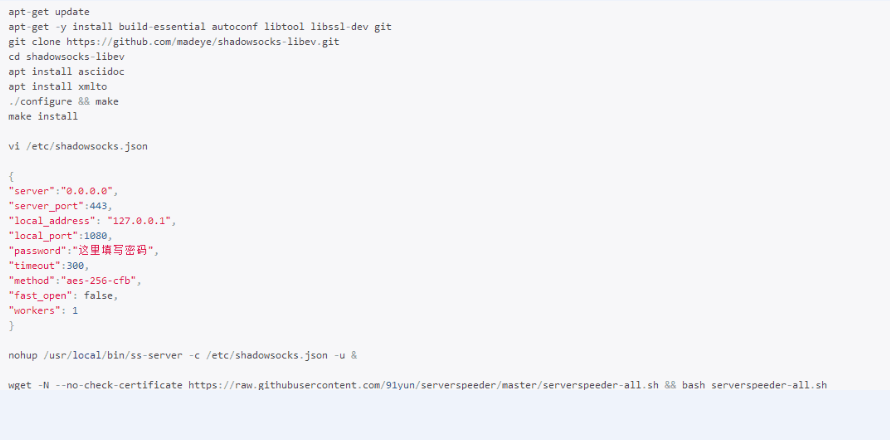 apt-get update
apt-get -y install build-essential autoconf libtool libssl-dev git
git clone https://github.com/madeye/shadowsocks-libev.git
cd shadowsocks-libev
apt install asciidoc
apt install xmlto
./configure && make
make install
vi /etc/shadowsocks.json
{
"server":"0.0.0.0",
"server_port":443,
"local_address": "127.0.0.1",
"local_port":1080,
"password":"这里填写密码",
"timeout":300,
"method":"aes-256-cfb",
"fast_open": false,
"workers": 1
}
nohup /usr/local/bin/ss-server -c /etc/shadowsocks.json -u &
wget -N --no-check-certificate https://raw.githubusercontent.com/91yun/serverspeeder/master/serverspeeder-all.sh && bash serverspeeder-all.sh